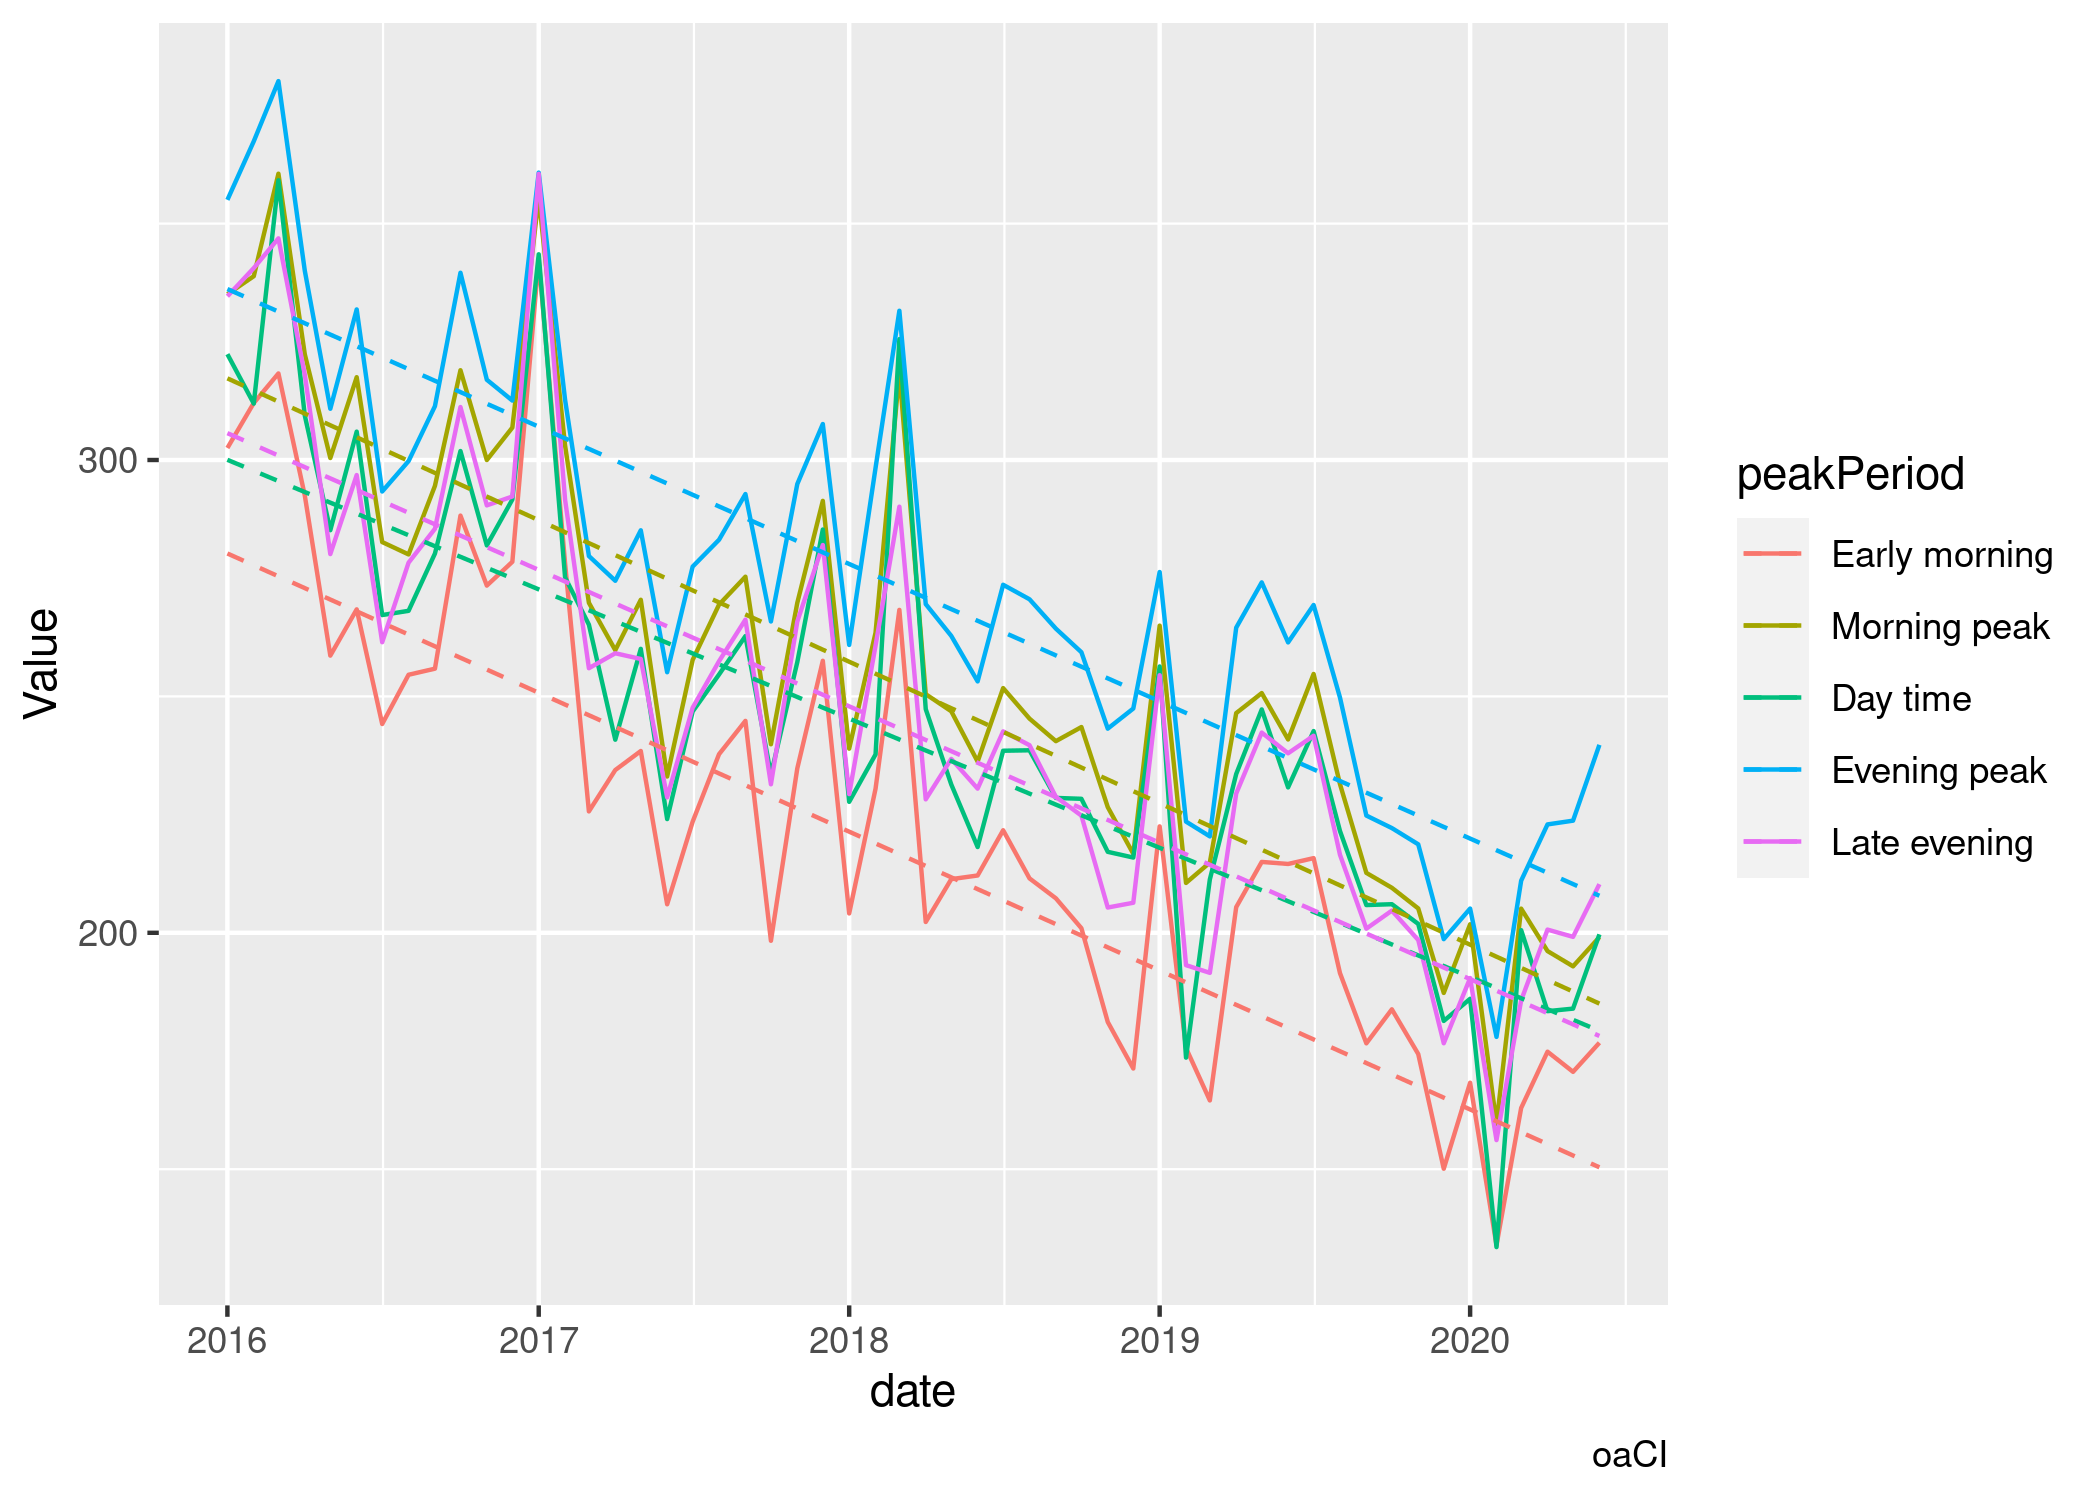 Value
300
200
2016 2017 2018 2019 2020
date
peakPeriod
Early morning
Morning peak
Day time
Evening peak
Late evening
oaCI